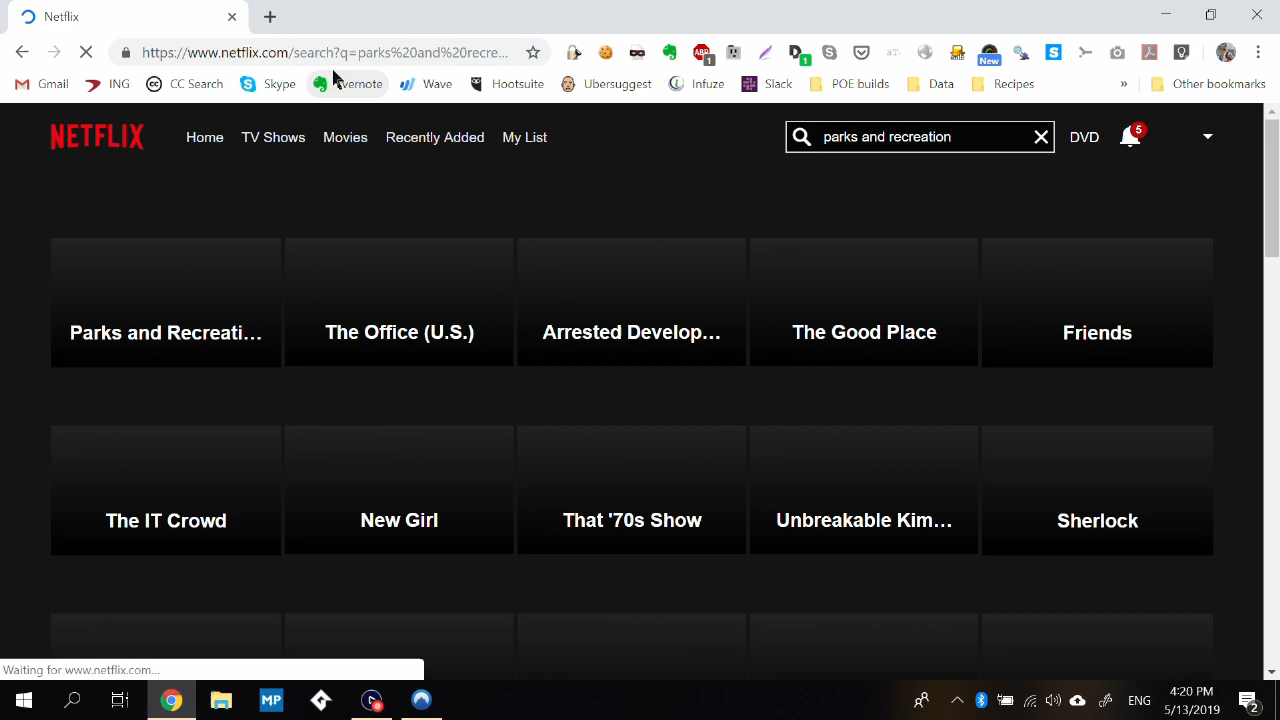 Netflix
https://www.netflix.com/search?q=parks%20and%20recre...
ABP
1
1
New
Gmail ING CC Search Skype Evernote Wave Hootsuite Ubersuggest Infuze Slack POE builds Data Recipes » Other bookmarks
NETFLIX Home TV Shows Movies Recently Added My List parks and recreation DVD 5
Parks and Recreati... The Office (U.S.) Arrested Develop... The Good Place Friends
The IT Crowd New Girl That '70s Show Unbreakable Kim... Sherlock
Waiting for www.netflix.com...
MP ENG 4:20 PM
5/13/2019 2